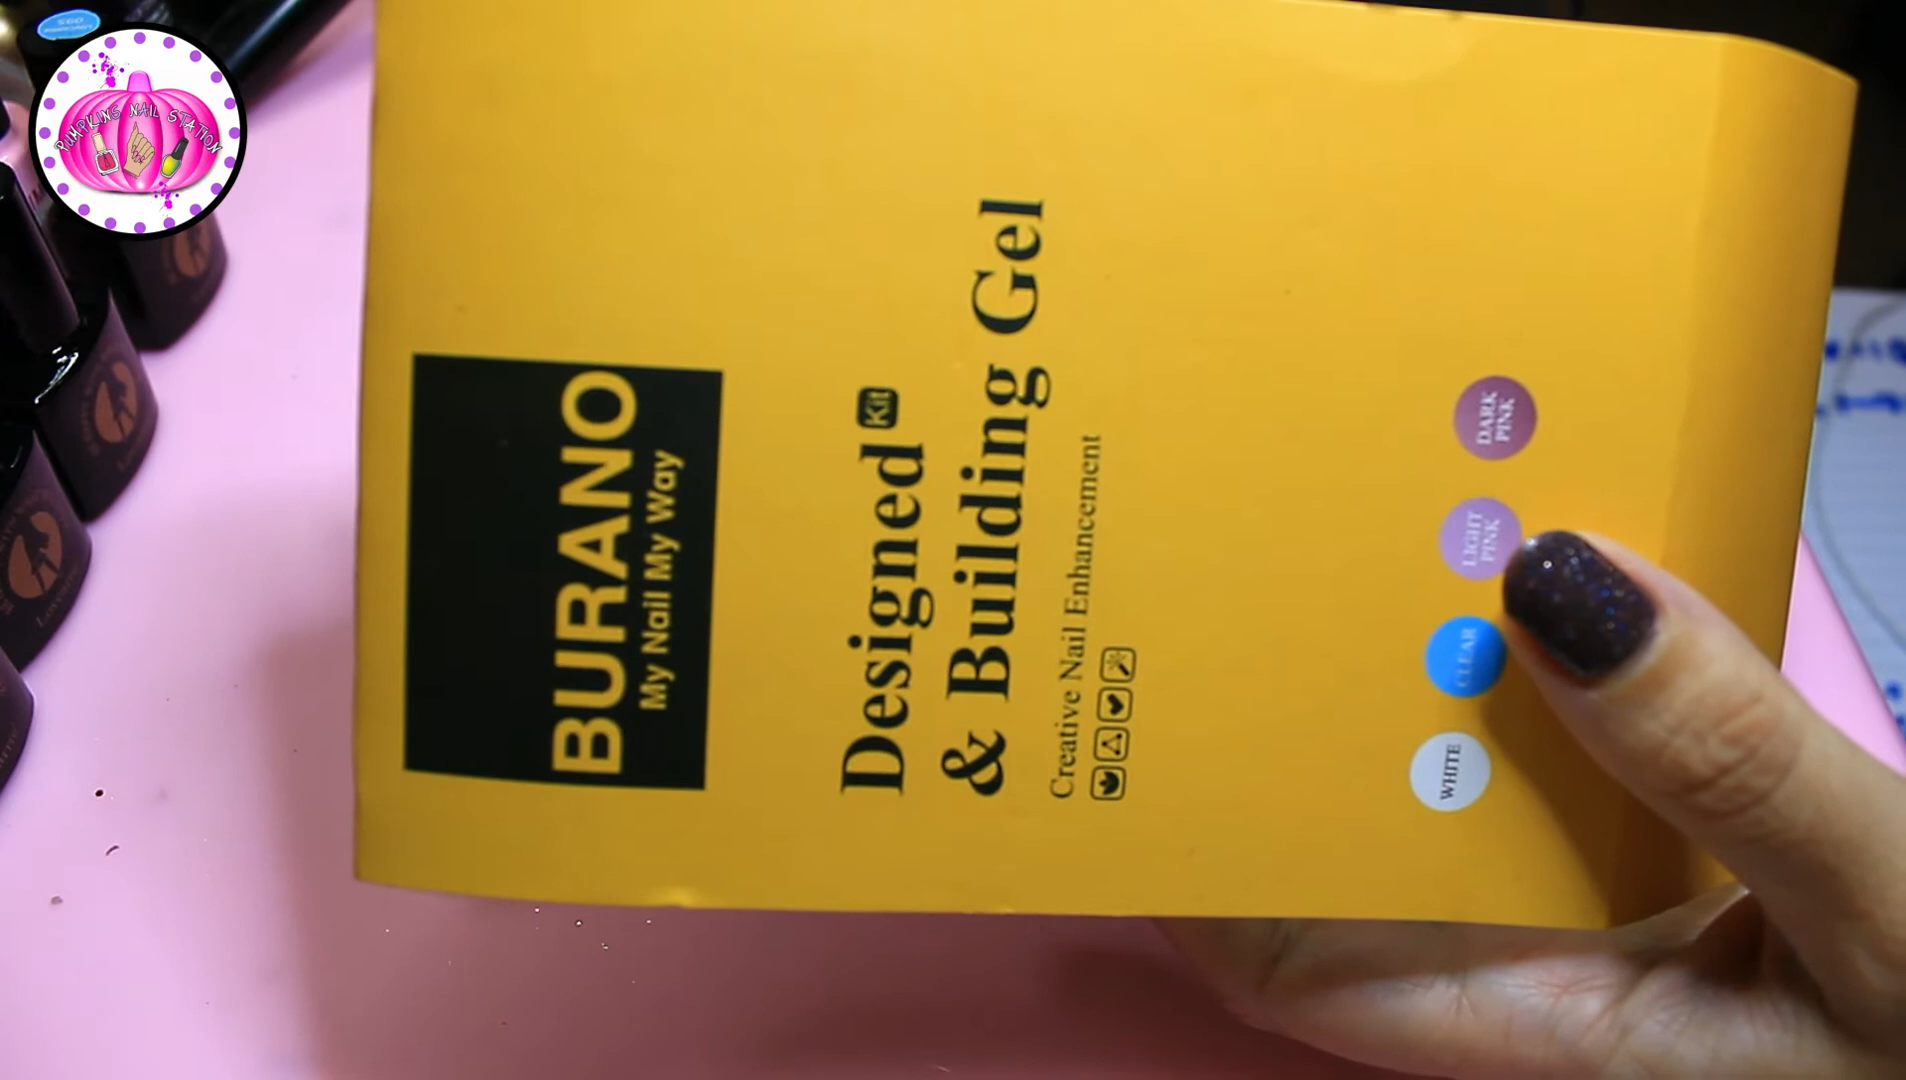 PUMPKINS NAIL STATION
BURANO
My Nail My Way
Designed Kit
& Building Gel
Creative Nail Enhancement
WHITE
CLEAR
LIGHT
PINK
DARK
PINK